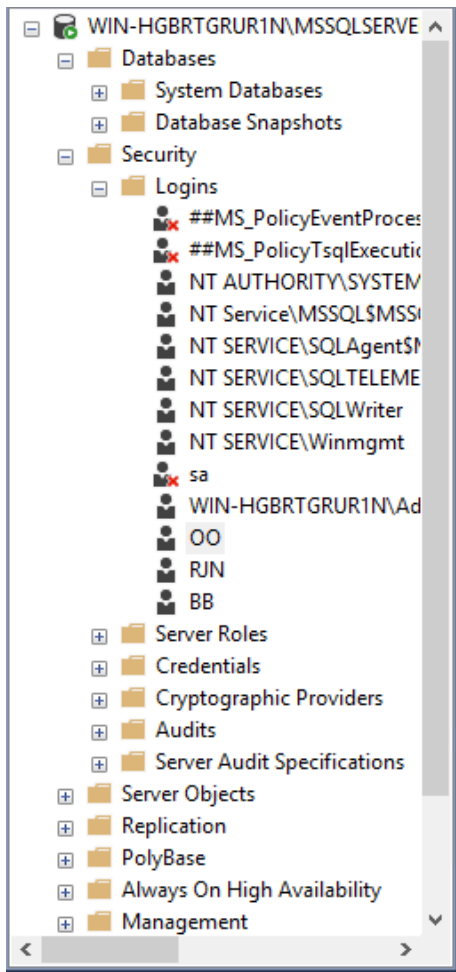 WIN-HGBRTGRUR1N\MSSQLSERVE
Databases
System Databases
Database Snapshots
Security
Logins
##MS_PolicyEventProces
##MS_PolicyTsqlExecutio
NT AUTHORITY\SYSTEM
NT Service\MSSQL$MSSQ
NT SERVICE\SQLAgent$M
NT SERVICE\SQLTELEME
NT SERVICE\SQLWriter
NT SERVICE\Winmgmt
sa
WIN-HGBRTGRUR1N\Ad
OO
RJN
BB
Server Roles
Credentials
Cryptographic Providers
Audits
Server Audit Specifications
Server Objects
Replication
PolyBase
Always On High Availability
Management